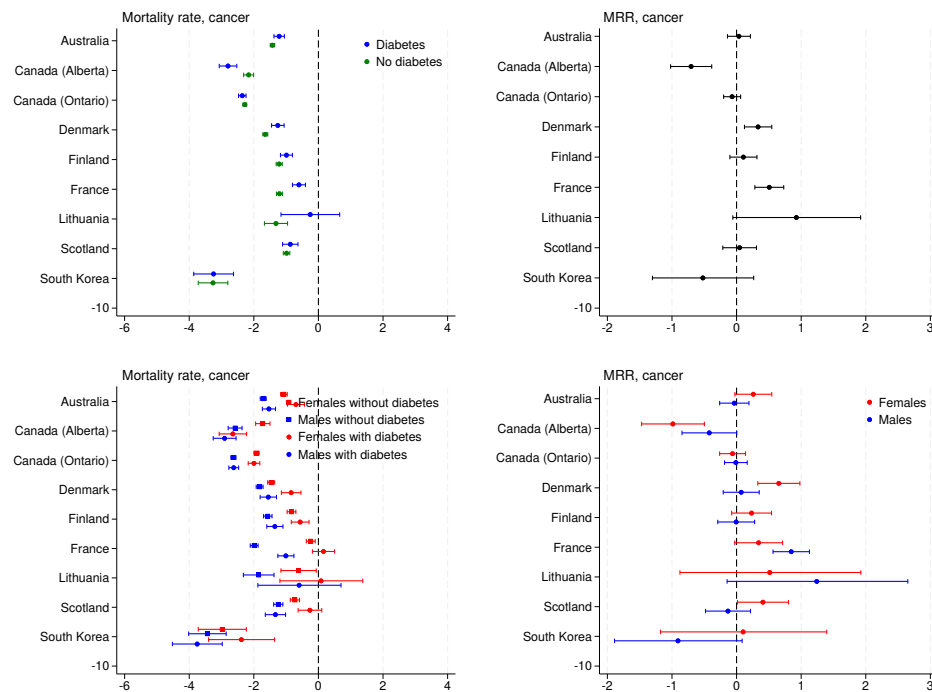 Mortality rate, cancer
Australia
Canada (Alberta)
Canada (Ontario)
Denmark
Finland
France
Lithuania
Scotland
South Korea
-10
Diabetes
No diabetes
-6 -4 -2 0 2 4
MRR, cancer
Australia
Canada (Alberta)
Canada (Ontario)
Denmark
Finland
France
Lithuania
Scotland
South Korea
-10
-2 -1 0 1 2 3
Mortality rate, cancer
Australia
Canada (Alberta)
Canada (Ontario)
Denmark
Finland
France
Lithuania
Scotland
South Korea
-10
Females without diabetes
Males without diabetes
Females with diabetes
Males with diabetes
-6 -4 -2 0 2 4
MRR, cancer
Australia
Canada (Alberta)
Canada (Ontario)
Denmark
Finland
France
Lithuania
Scotland
South Korea
-10
Females
Males
-2 -1 0 1 2 3